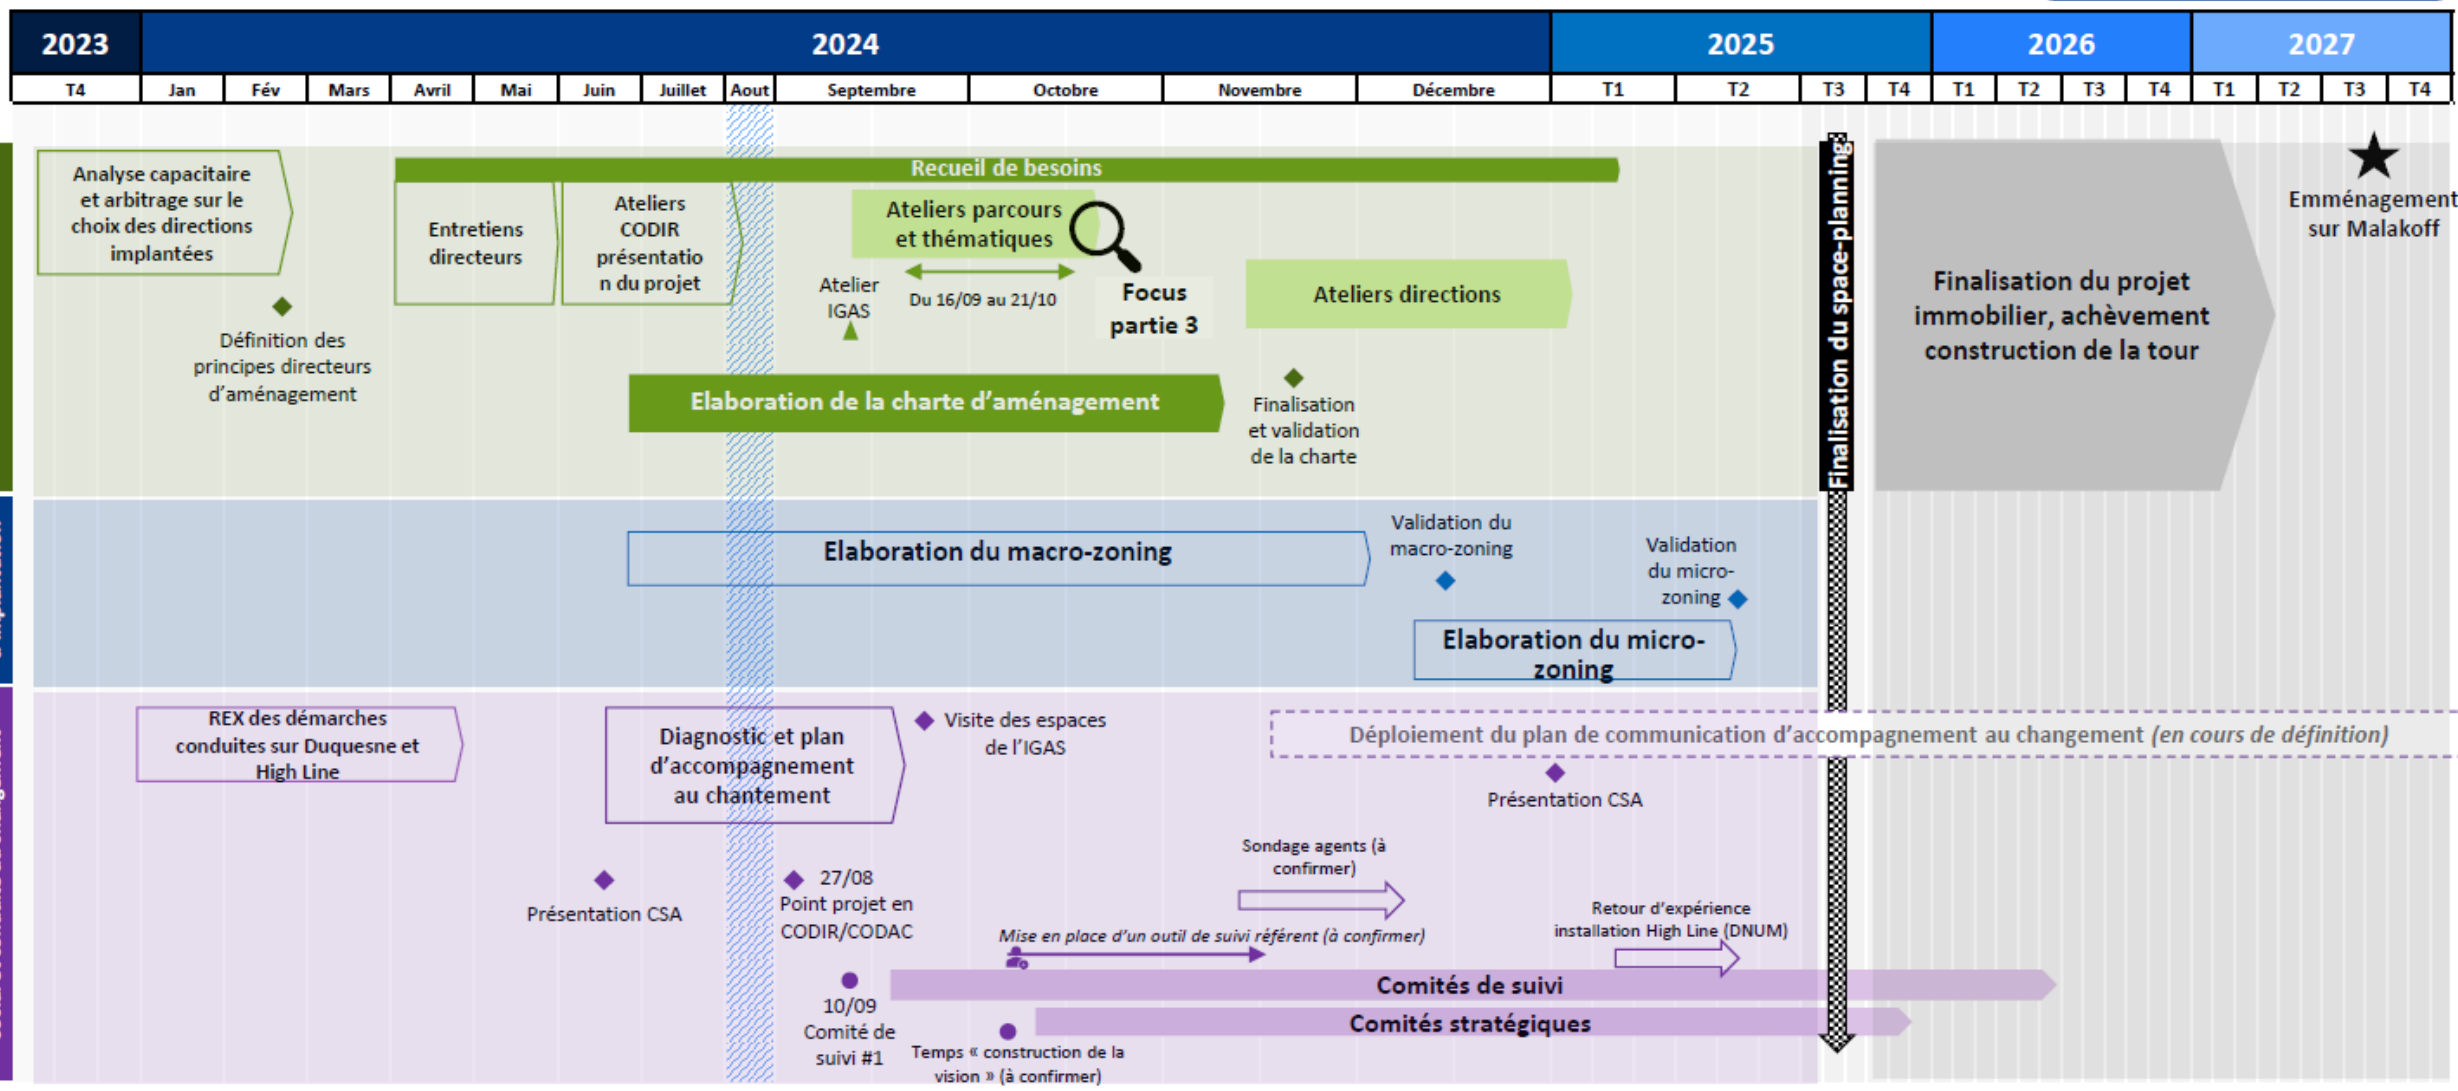 2023
2024
2025
2026
2027
T4
Jan
Fév
Mars
Avril
Mai
Juin
Juillet
Aout
Septembre
Octobre
Novembre
Décembre
T1
T2
T3
T4
T1
T2
T3
T4
T1
T2
T3
T4
Analyse capacitaire
et arbitrage sur le
choix des directions
implantées
Définition des
principes directeurs
d'aménagement
Recueil de besoins
Entretiens
directeurs
Ateliers
CODIR
présentatio
n du projet
Ateliers parcours
et thématiques
Atelier
IGAS
Du 16/09 au 21/10
Focus
partie 3
Ateliers directions
Elaboration de la charte d'aménagement
Finalisation
et validation
de la charte
Finalisation du space-planning
Finalisation du projet
immobilier, achèvement
construction de la tour
Emménagement
sur Malakoff
Elaboration du macro-zoning
Validation du
macro-zoning
Validation
du micro-
zoning
Elaboration du micro-
zoning
REX des démarches
conduites sur Duquesne et
High Line
Diagnostic et plan
d'accompagnement
au chantement
Visite des espaces
de l'IGAS
Déploiement du plan de communication d'accompagnement au changement (en cours de définition)
Présentation CSA
Présentation CSA
27/08
Point projet en
CODIR/CODAC
Sondage agents (à
confirmer)
Mise en place d'un outil de suivi référent (à confirmer)
Retour d'expérience
installation High Line (DNUM)
Comités de suivi
10/09
Comité de
suivi #1
Comités stratégiques
Temps « construction de la
vision » (à confirmer)